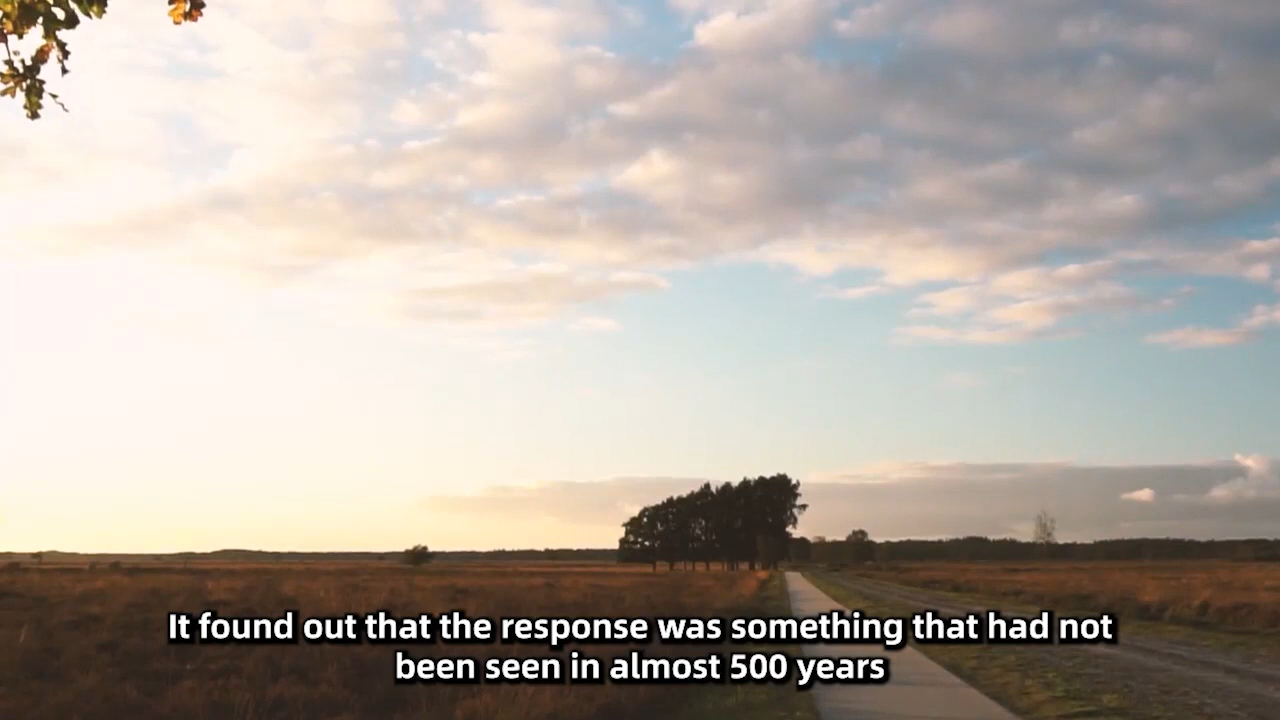 It found out that the response was something that had not
been seen in almost 500 years